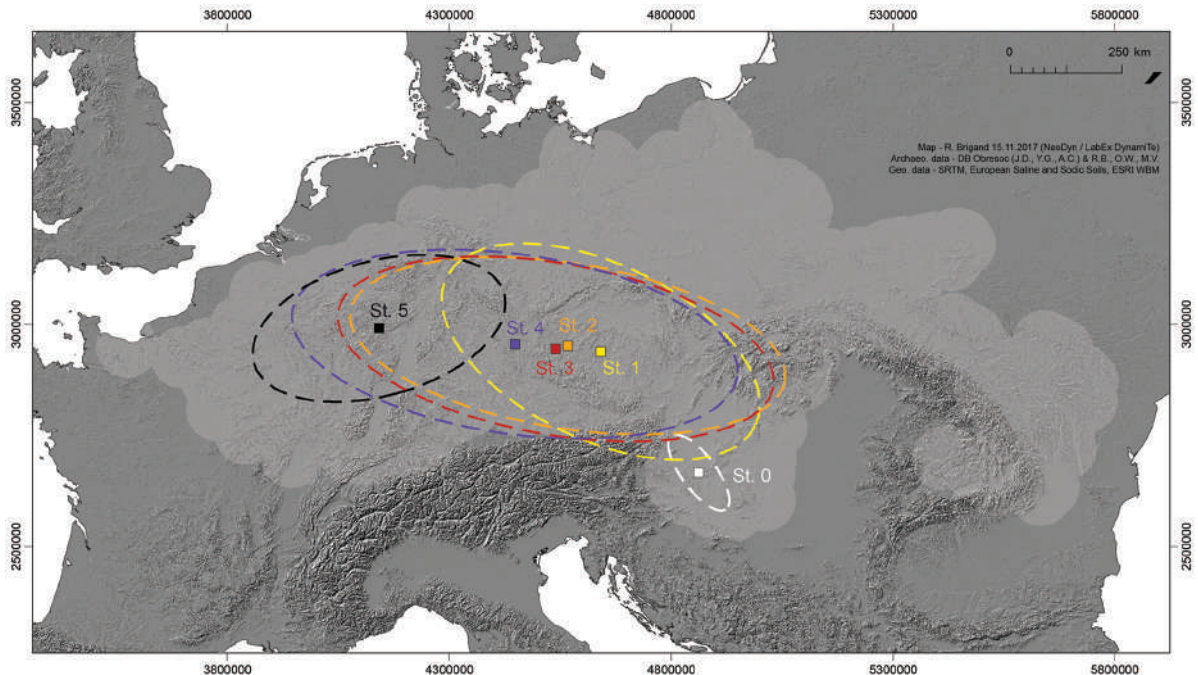 3800000 4300000 4800000 5300000 5800000
0 250 km
3500000 3500000
Map - R. Brigand 15.11.2017 (NeoDyn / LabEx DynamiTe)
Archaeo. data - DB Obresoc (J.D., Y.G., A.C.) & R.B., O.W., M.V.
Geo. data - SRTM, European Saline and Sodic Soils, ESRI WBM
St. 5
3000000 3000000
St. 4
St. 2
St. 3
St. 1
St. 0
2500000 2500000
3800000 4300000 4800000 5300000 5800000